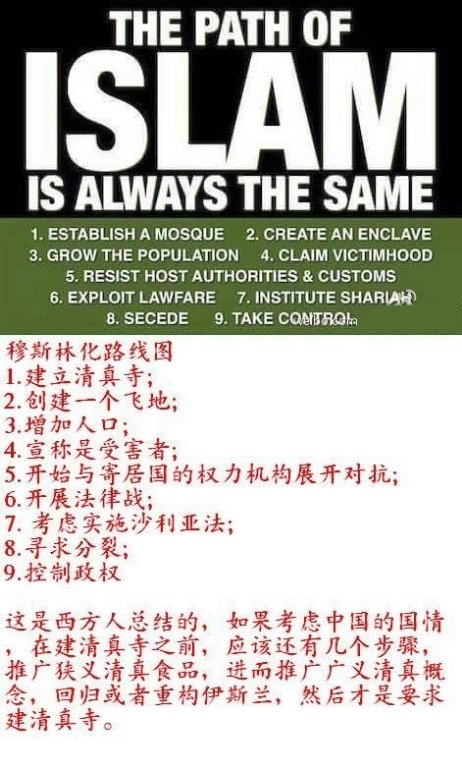 THE PATH OF
ISLAM
IS ALWAYS THE SAME
1. ESTABLISH A MOSQUE 2. CREATE AN ENCLAVE
3. GROW THE POPULATION 4. CLAIM VICTIMHOOD
5. RESIST HOST AUTHORITIES & CUSTOMS
6. EXPLOIT LAWFARE 7. INSTITUTE SHARIAH
8. SECEDE 9. TAKE CONTROL
weibo.com
穆斯林化路线图
1.建立清真寺;
2.创建一个飞地;
3.增加人口;
4.宣称是受害者;
5.开始与寄居国的权力机构展开对抗;
6.开展法律战;
7. 考虑实施沙利亚法;
8.寻求分裂;
9.控制政权
这是西方人总结的，如果考虑中国的国情
，在建清真寺之前，应该还有几个步骤，
推广狭义清真食品，进而推广广义清真概
念，回归或者重构伊斯兰，然后才是要求
建清真寺。